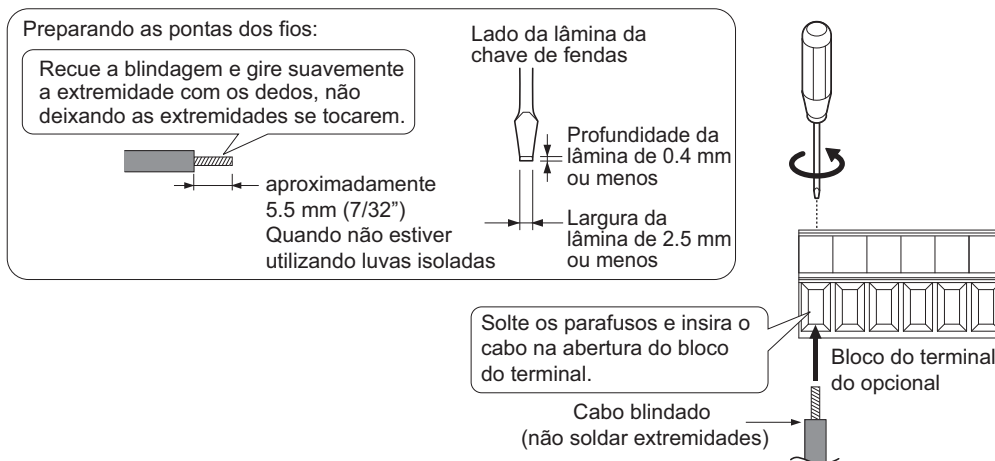 Preparando as pontas dos fios:
Recue a blindagem e gire suavemente
a extremidade com os dedos, não
deixando as extremidades se tocarem.
aproximadamente
5.5 mm (7/32”)
Quando não estiver
utilizando luvas isoladas
Lado da lâmina da
chave de fendas
Profundidade da
lâmina de 0.4 mm
ou menos
Largura da
lâmina de 2.5 mm
ou menos
Solte os parafusos e insira o
cabo na abertura do bloco
do terminal.
Bloco do terminal
do opcional
Cabo blindado
(não soldar extremidades)